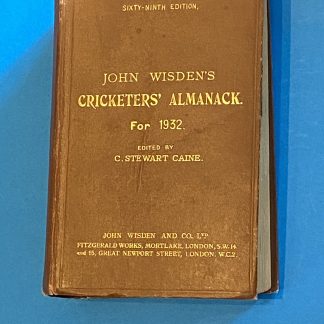 SIXTY-NINTH EDITION,
JOHN WISDEN'S
CRICKETERS' ALMANACK.
For 1932.
EDITED BY
C. STEWART CAINE.
JOHN WISDEN AND CO. LTD
FITZGERALD WORKS, MORTLAKE, LONDON, S.W. 14
and 15, GREAT NEWPORT STREET, LONDON, W.C. 2.